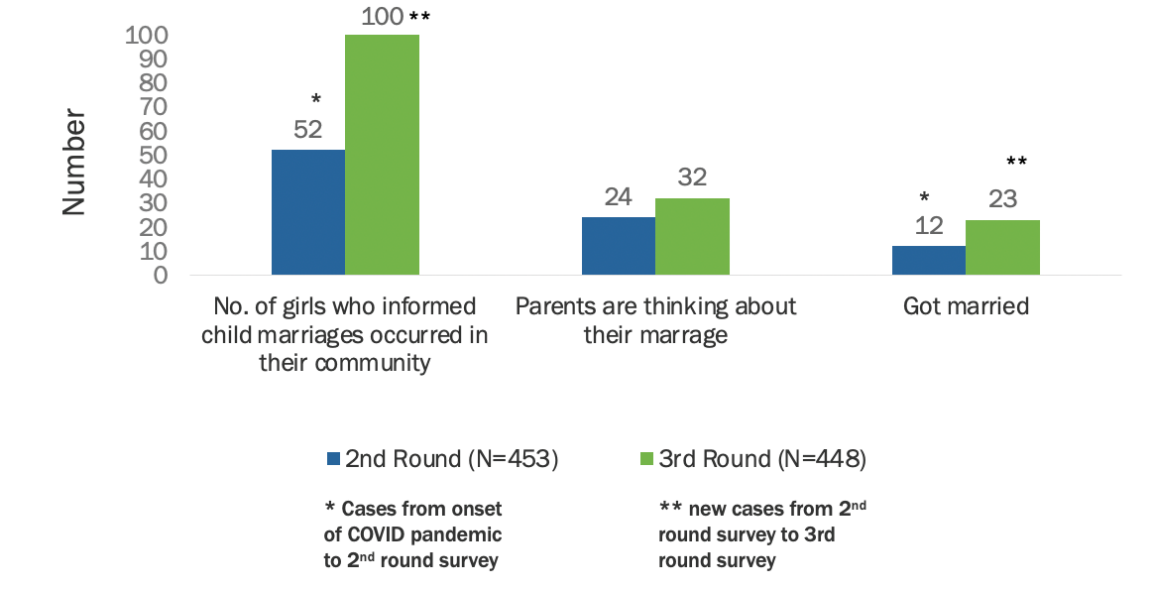 100 **
100
90
80
70
60
50
40
30
20
10
0
Number
*
52
24
32
*
12
**
23
No. of girls who informed
child marriages occurred in
their community
Parents are thinking about
their marrage
Got married
2nd Round (N=453)
3rd Round (N=448)
* Cases from onset
of COVID pandemic
to 2nd round survey
** new cases from 2nd
round survey to 3rd
round survey